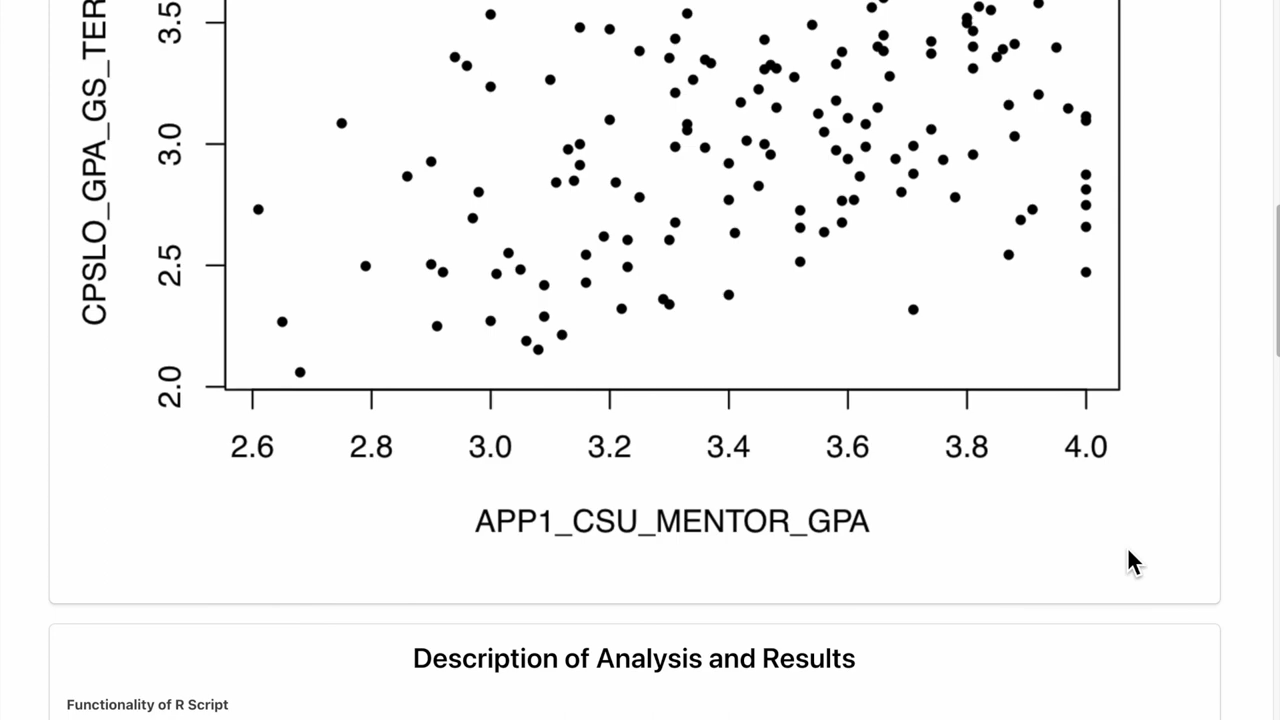 CPSLO_GPA_GS_TER
3.5
3.0
2.5
2.0
2.6 2.8 3.0 3.2 3.4 3.6 3.8 4.0
APP1_CSU_MENTOR_GPA
Description of Analysis and Results
Functionality of R Script